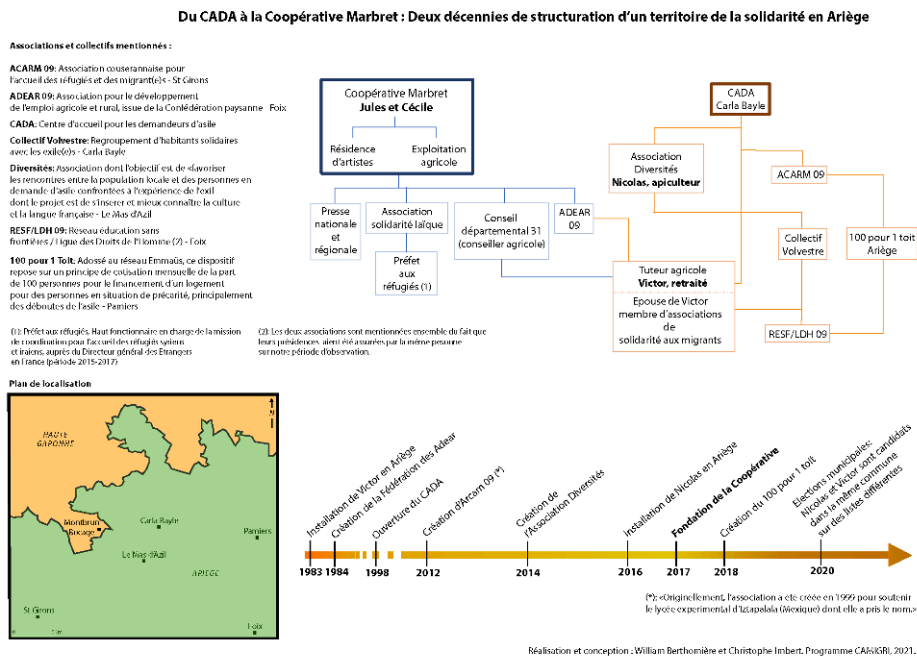 Du CADA à la Coopérative Marbret : Deux décennies de structuration d'un territoire de la solidarité en Ariège
Associations et collectifs mentionnés :
ACARM 09: Association couserannaise pour
l'accueil des réfugiés et des migrant(e)s - St Girons
ADEAR 09: Association pour le développement
de l'emploi agricole et rural, issue de la Confédération paysanne Foix
CADA: Centre d'accueil pour les demandeurs d'asile
Collectif Volvestre: Regroupement d'habitants solidaires
avec les exilé(e)s - Carla Bayle
Diversités: Association dont l'objectif est de «favoriser
les rencontres entre la population locale et des personnes en
demande d'asile confrontées à l'expérience de l'exil
dont le projet est de s'inserer et mieux connaître la culture
et la langue française - Le Mas d'Azil
RESF/LDH 09: Réseau éducation sans
frontières / Ligue des Droits de l'Homme (2) - Foix
100 pour 1 Toit: Adossé au réseau Emmaüs, ce dispositif
repose sur un principe de cotisation mensuelle de la part
de 100 personnes pour le financement d'un logement
pour des personnes en situation de précarité, principalement
des déboutes de l'asile - Pamiers
(1): Préfet aux réfugiés, Haut fonctionnaire en charge de la mission
de coordination pour l'accueil des réfugiés syriens
et irakiens, auprès du Directeur général des Etrangers
en France (période 2015-2017)
(2): Les deux associations sont mentionnées ensemble du fait que
leurs présidences aient été assurées par la même personne
sur notre période d'observation.
Coopérative Marbret
Jules et Cécile
Résidence
d'artistes
Exploitation
agricole
Presse
nationale
et
régionale
Association
solidarité laïque
Préfet
aux
réfugiés (1)
Conseil
départemental 31
(conseiller agricole)
ADEAR
09
CADA
Carla Bayle
Association
Diversités
Nicolas, apiculteur
ACARM 09
Collectif
Volvestre
100 pour 1 toit
Ariège
Tuteur agricole
Victor, retraité
Epouse de Victor
membre d'associations
de
solidarité aux migrants
RESF/LDH 09
Plan de localisation
N
HAUTE
GARONNE
Montbrun
Bocage
Carla Bayle
Pamiers
Le Mas d'Azil
ARIEGE
St Girons
Foix
Installation de Victor en Ariège
Création de la Fédération des Adear
Ouverture du CADA
Création d'Arcam 09 (*)
Création de
l'Association Diversités
Installation de Nicolas en Ariège
Fondation de la Coopérative
Création du 100 pour 1 toit
Elections municipales:
Nicolas et Victor sont candidats
dans la même commune
sur des listes différentes
1983 1984 1998 2012 2014 2016 2017 2018 2020
(*): «Originellement, l'association a été créée en 1999 pour soutenir
le lycée expérimental d'Iztapalala (Mexique) dont elle a pris le nom.»
Réalisation et conception : William Berthomière et Christophe Imbert. Programme CAMIGRI, 2021.